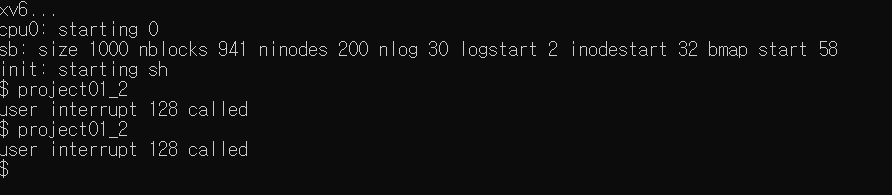 xv6...
cpu0: starting 0
sb: size 1000 nblocks 941 ninodes 200 nlog 30 logstart 2 inodestart 32 bmap start 58
init: starting sh
$ project01_2
user interrupt 128 called
$ project01_2
user interrupt 128 called
$